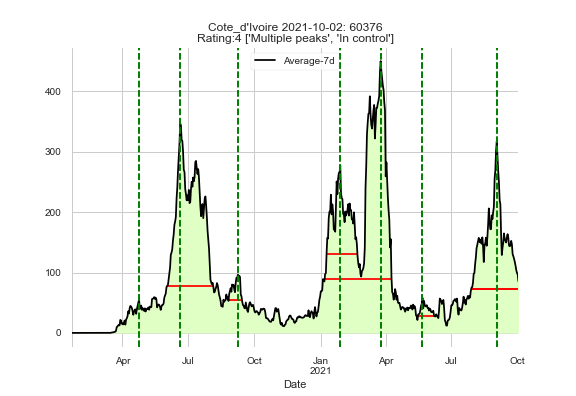 Cote_d'Ivoire 2021-10-02: 60376
Rating:4 ['Multiple peaks', 'In control']
Average-7d
400
300
200
100
0
Apr Jul Oct Jan Apr Jul Oct
2021
Date